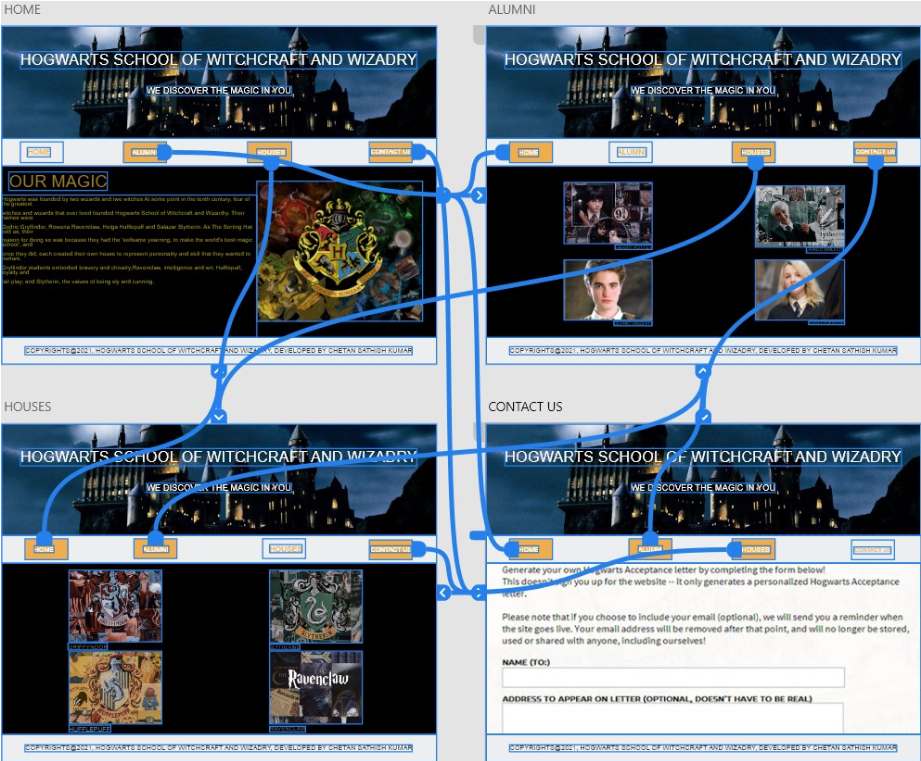 HOME
HOGWARTS SCHOOL OF WITCHCRAFT AND WIZADRY
WE DISCOVER THE MAGIC IN YOU
HOME
ALUMNI
HOUSES
CONTACT US
OUR MAGIC
Hogwarts was founded by two wizards and two witches At some point in the tenth century, four of
the greatest
witches and wizards that ever lived founded Hogwarts School of Witchcraft and Wizardry. Their
names were
Godric Gryffindor, Rowena Ravenclaw, Helga Hufflepuff and Salazar Slytherin. As The Sorting Hat
told us, their
reason for doing so was because they had the 'selfsame yearning, to make the world's best magic
school', and
once they did, each created their own house to represent personality and skill that they wanted to
nurture.
Gryffindor students embodied bravery and chivalry;Ravenclaw, intelligence and wit; Hufflepuff,
loyalty and
fair play; and Slytherin, the values of being sly and cunning.
COPYRIGHTS@2021, HOGWARTS SCHOOL OF WITCHCRAFT AND WIZADRY, DEVELOPED BY CHETAN SATHISH KUMAR
ALUMNI
HOGWARTS SCHOOL OF WITCHCRAFT AND WIZADRY
WE DISCOVER THE MAGIC IN YOU
HOME
ALUMNI
HOUSES
CONTACT US
9¾
COPYRIGHTS@2021, HOGWARTS SCHOOL OF WITCHCRAFT AND WIZADRY, DEVELOPED BY CHETAN SATHISH KUMAR
HOUSES
HOGWARTS SCHOOL OF WITCHCRAFT AND WIZADRY
WE DISCOVER THE MAGIC IN YOU
HOME
ALUMNI
HOUSES
CONTACT US
GRYFFINDOR
SLYTHERIN
HUFFLEPUFF
Ravenclaw
COPYRIGHTS@2021, HOGWARTS SCHOOL OF WITCHCRAFT AND WIZADRY, DEVELOPED BY CHETAN SATHISH KUMAR
CONTACT US
HOGWARTS SCHOOL OF WITCHCRAFT AND WIZADRY
WE DISCOVER THE MAGIC IN YOU
HOME
ALUMNI
HOUSES
CONTACT US
Generate your own Hogwarts Acceptance letter by completing the form below!
This doesn't sign you up for the website -- it only generates a personalized Hogwarts Acceptance
letter.
Please note that if you choose to include your email (optional), we will send you a reminder when
the site goes live. Your email address will be removed after that point, and will no longer be stored,
used or shared with anyone, including ourselves!
NAME (TO:)
ADDRESS TO APPEAR ON LETTER (OPTIONAL, DOESN'T HAVE TO BE REAL)
COPYRIGHTS@2021, HOGWARTS SCHOOL OF WITCHCRAFT AND WIZADRY, DEVELOPED BY CHETAN SATHISH KUMAR